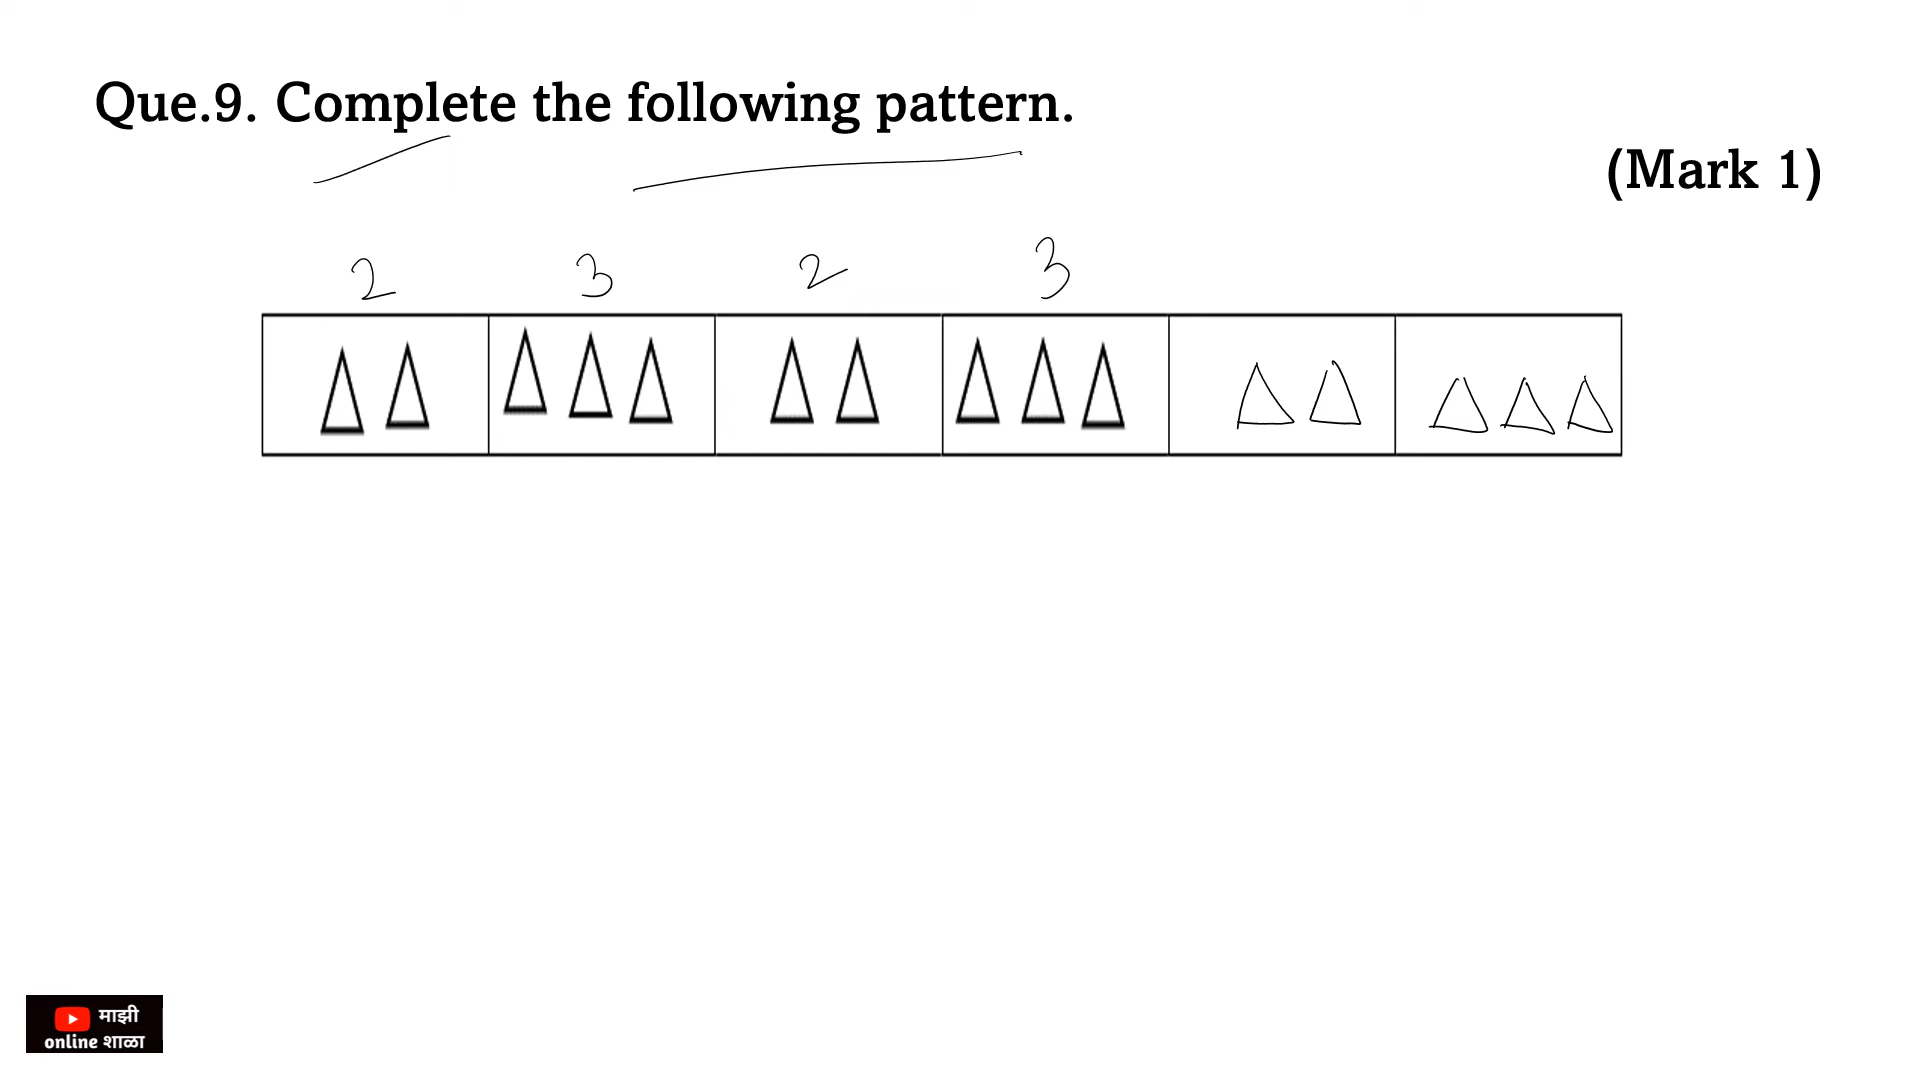 Que.9. Complete the following pattern.
(Mark 1)
2 3 2 3
माझी
online शाळा